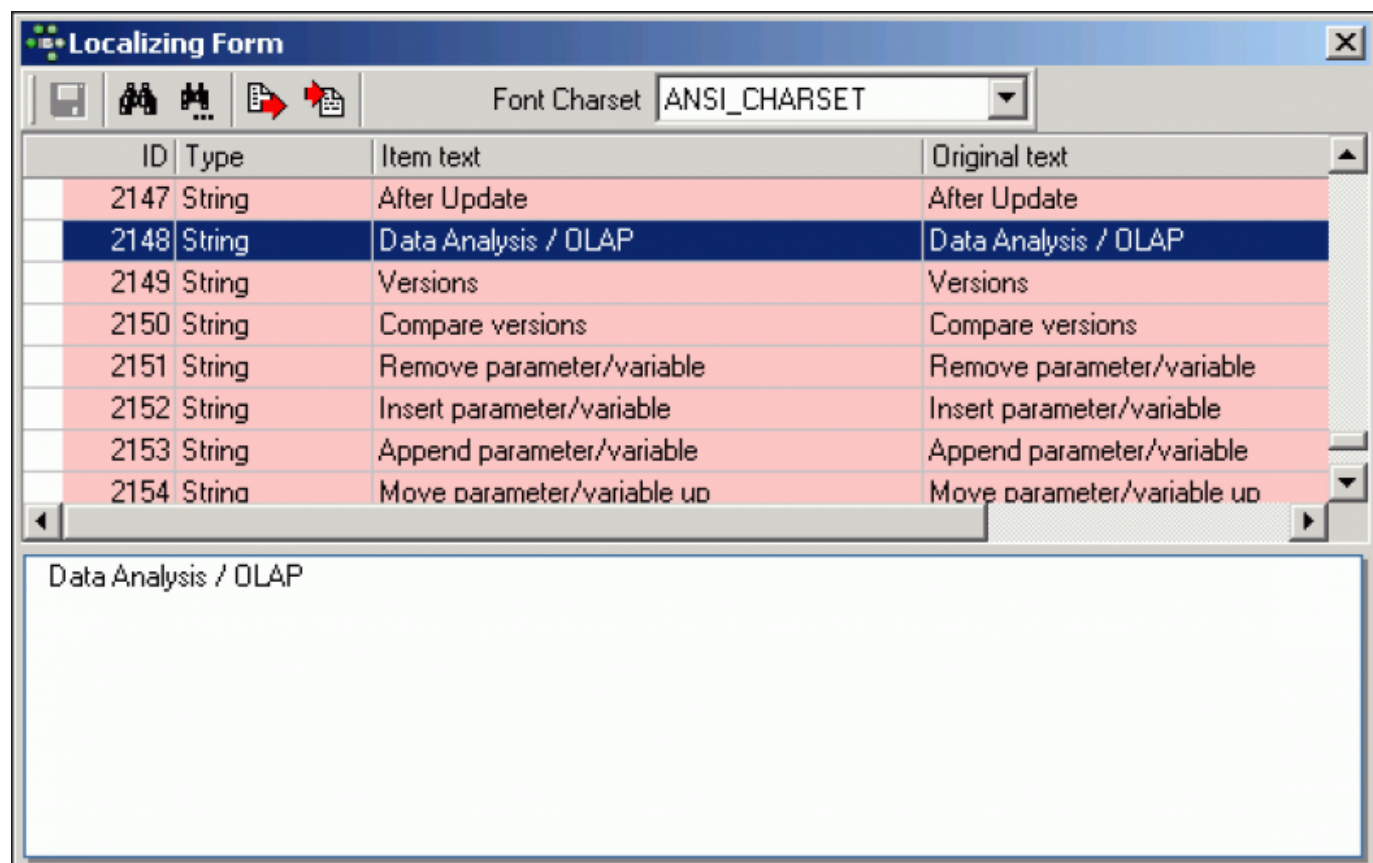 Localizing Form
Font Charset ANSI_CHARSET
ID Type Item text Original text
2147 String After Update After Update
2148 String Data Analysis / OLAP Data Analysis / OLAP
2149 String Versions Versions
2150 String Compare versions Compare versions
2151 String Remove parameter/variable Remove parameter/variable
2152 String Insert parameter/variable Insert parameter/variable
2153 String Append parameter/variable Append parameter/variable
2154 String Move parameter/variable up Move parameter/variable up
Data Analysis / OLAP